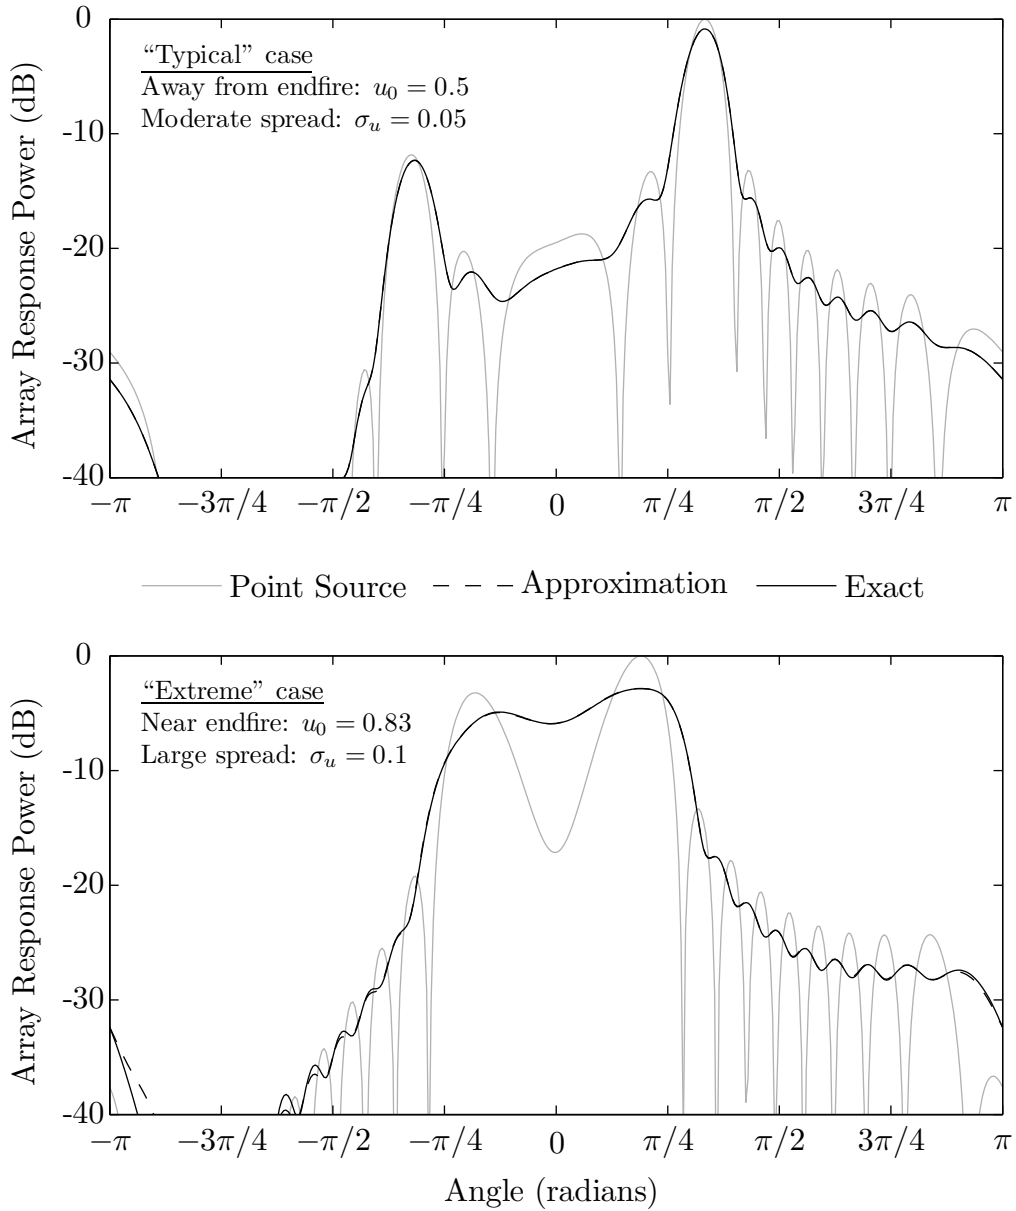 0
-10
-20
-30
-40
Array Response Power (dB)
“Typical” case
Away from endfire: u₀ = 0.5
Moderate spread: σᵤ = 0.05
−π
−3π/4
−π/2
−π/4
0
π/4
π/2
3π/4
π
Point Source
Approximation
Exact
0
-10
-20
-30
-40
Array Response Power (dB)
“Extreme” case
Near endfire: u₀ = 0.83
Large spread: σᵤ = 0.1
−π
−3π/4
−π/2
−π/4
0
π/4
π/2
3π/4
π
Angle (radians)